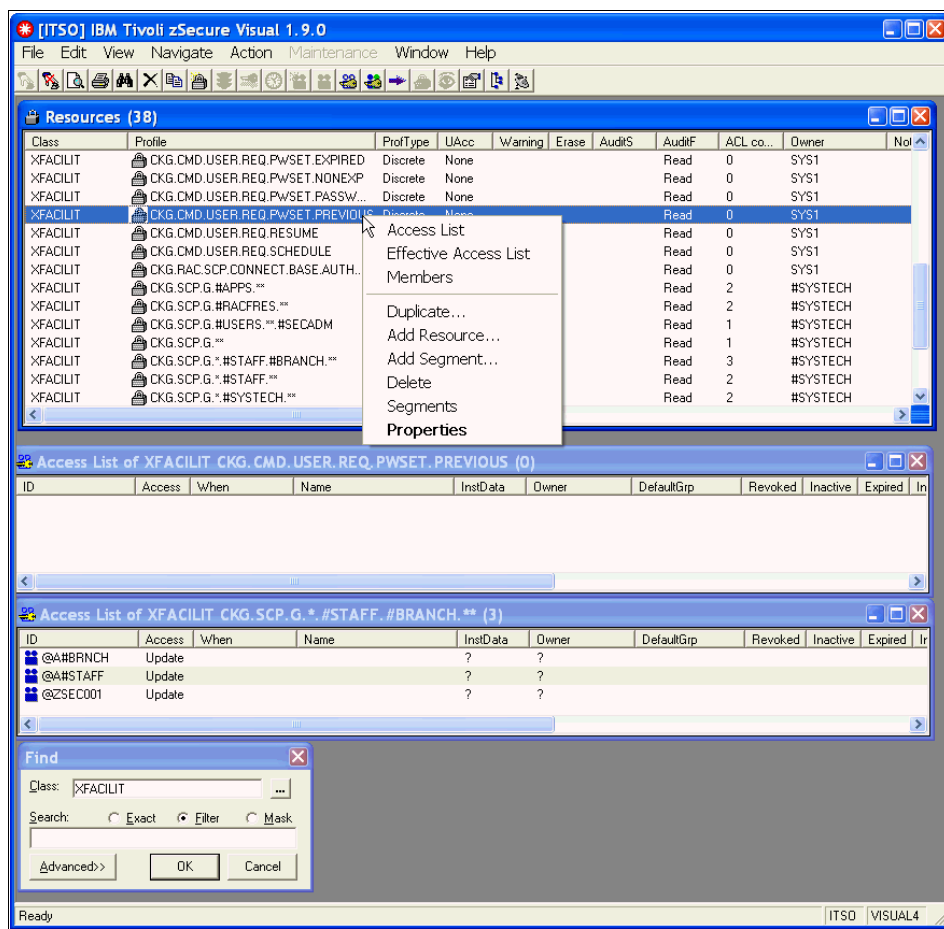 [ITSO] IBM Tivoli zSecure Visual 1.9.0
File Edit View Navigate Action Maintenance Window Help
Resources (38)
Class Profile ProfType UAcc Warning Erase AuditS AuditF ACL co... Owner Not
XFACILIT CKG.CMD.USER.REQ.PWSET.EXPIRED Discrete None Read 0 SYS1
XFACILIT CKG.CMD.USER.REQ.PWSET.NONEXP Discrete None Read 0 SYS1
XFACILIT CKG.CMD.USER.REQ.PWSET.PASSW... Discrete None Read 0 SYS1
XFACILIT CKG.CMD.USER.REQ.PWSET.PREVIOUS Discrete None Read 0 SYS1
XFACILIT CKG.CMD.USER.REQ.RESUME Read 0 SYS1
XFACILIT CKG.CMD.USER.REQ.SCHEDULE Read 0 SYS1
XFACILIT CKG.RAC.SCP.CONNECT.BASE.AUTH... Read 0 SYS1
XFACILIT CKG.SCP.G.#APPS.** Read 2 #SYSTECH
XFACILIT CKG.SCP.G.#RACFRES.** Read 2 #SYSTECH
XFACILIT CKG.SCP.G.#USERS.**.#SECADM Read 1 #SYSTECH
XFACILIT CKG.SCP.G.** Read 1 #SYSTECH
XFACILIT CKG.SCP.G.*.#STAFF.#BRANCH.** Read 3 #SYSTECH
XFACILIT CKG.SCP.G.*.#STAFF.** Read 2 #SYSTECH
XFACILIT CKG.SCP.G.*.#SYSTECH.** Read 2 #SYSTECH
Access List
Effective Access List
Members
Duplicate...
Add Resource...
Add Segment...
Delete
Segments
Properties
Access List of XFACILIT CKG.CMD.USER.REQ.PWSET.PREVIOUS (0)
ID Access When Name InstData Owner DefaultGrp Revoked Inactive Expired In
Access List of XFACILIT CKG.SCP.G.*.#STAFF.#BRANCH.** (3)
ID Access When Name InstData Owner DefaultGrp Revoked Inactive Expired Ir
@A#BRNCH Update ? ?
@A#STAFF Update ? ?
@ZSEC001 Update ? ?
Find
Class: XFACILIT ...
Search: Exact Filter Mask
Advanced>> OK Cancel
Ready ITSO VISUAL4